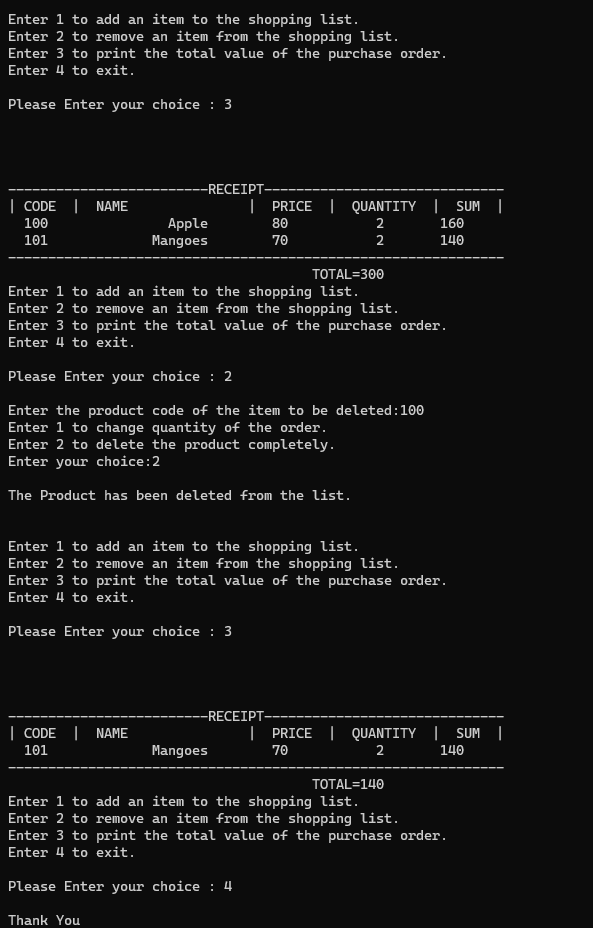 Enter 1 to add an item to the shopping list.
Enter 2 to remove an item from the shopping list.
Enter 3 to print the total value of the purchase order.
Enter 4 to exit.
Please Enter your choice : 3
-------------------------RECEIPT------------------------------
| CODE  |  NAME               |  PRICE  |  QUANTITY  |  SUM  |
  100               Apple        80           2       160
  101             Mangoes        70           2       140
--------------------------------------------------------------
                                      TOTAL=300
Enter 1 to add an item to the shopping list.
Enter 2 to remove an item from the shopping list.
Enter 3 to print the total value of the purchase order.
Enter 4 to exit.
Please Enter your choice : 2
Enter the product code of the item to be deleted:100
Enter 1 to change quantity of the order.
Enter 2 to delete the product completely.
Enter your choice:2
The Product has been deleted from the list.
Enter 1 to add an item to the shopping list.
Enter 2 to remove an item from the shopping list.
Enter 3 to print the total value of the purchase order.
Enter 4 to exit.
Please Enter your choice : 3
-------------------------RECEIPT------------------------------
| CODE  |  NAME               |  PRICE  |  QUANTITY  |  SUM  |
  101             Mangoes        70           2       140
--------------------------------------------------------------
                                      TOTAL=140
Enter 1 to add an item to the shopping list.
Enter 2 to remove an item from the shopping list.
Enter 3 to print the total value of the purchase order.
Enter 4 to exit.
Please Enter your choice : 4
Thank You